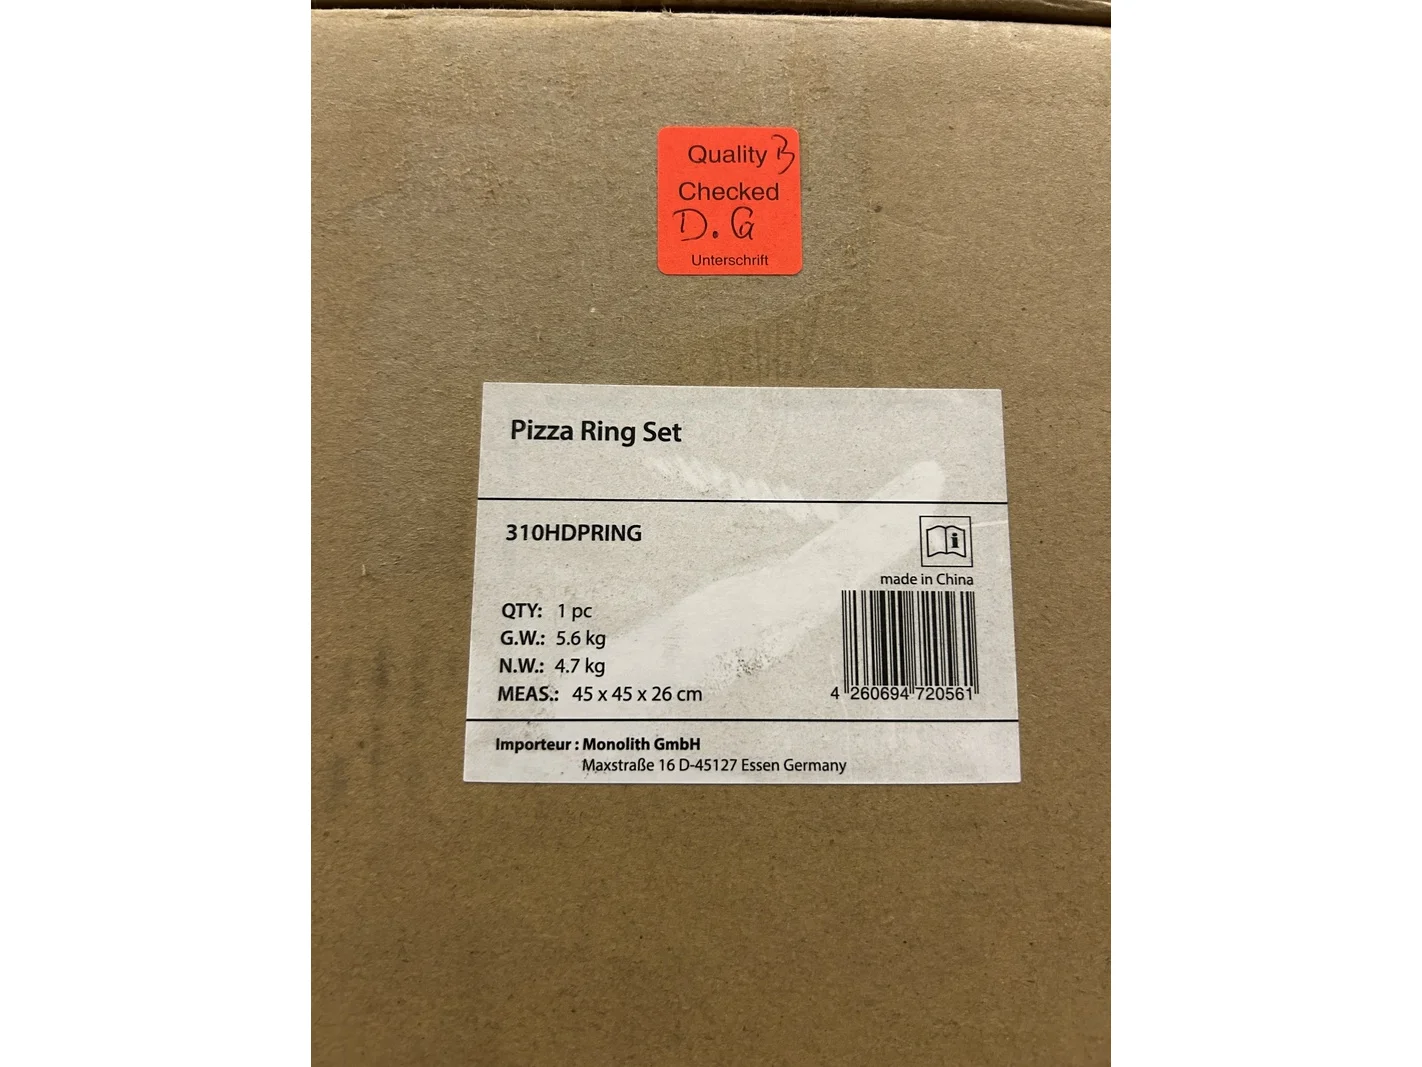 Quality B
Checked
D. G
Unterschrift
Pizza Ring Set
310HDPRING
i
made in China
QTY: 1 pc
G.W.: 5.6 kg
N.W.: 4.7 kg
MEAS.: 45 x 45 x 26 cm
4 260694 720561
Importeur : Monolith GmbH
Maxstraße 16 D-45127 Essen Germany